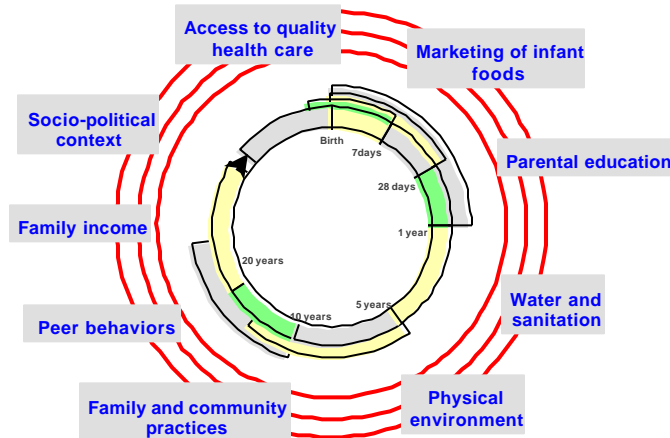 Access to quality
health care
Marketing of infant
foods
Socio-political
context
Birth
7days
Parental education
28 days
Family income
1 year
20 years
5 years
10 years
Water and
sanitation
Peer behaviors
Physical
environment
Family and community
practices